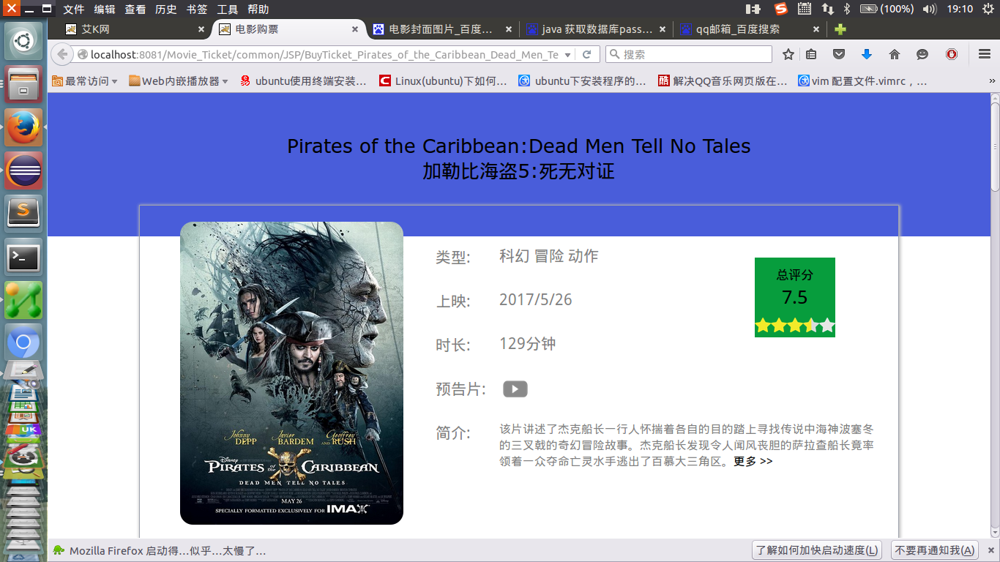 文件 编辑 查看 历史 书签 工具 帮助
(100%) 19:10
艾K网
电影购票
电影封面图片_百度…
java 获取数据库pass…
qq邮箱_百度搜索
localhost:8081/Movie_Ticket/common/JSP/BuyTicket_Pirates_of_the_Caribbean_Dead_Men_Te
搜索
最常访问
Web内嵌播放器
ubuntu使用终端安装…
Linux(ubuntu)下如何…
ubuntu下安装程序的…
解决QQ音乐网页版在…
vim 配置文件.vimrc，…
Pirates of the Caribbean:Dead Men Tell No Tales
加勒比海盗5:死无对证
类型: 科幻 冒险 动作
上映: 2017/5/26
时长: 129分钟
预告片:
简介: 该片讲述了杰克船长一行人怀揣着各自的目的踏上寻找传说中海神波塞冬
的三叉戟的奇幻冒险故事。杰克船长发现令人闻风丧胆的萨拉查船长竟率
领着一众夺命亡灵水手逃出了百慕大三角区。更多 >>
总评分
7.5
Johnny DEPP Javier BARDEM AND Geoffrey RUSH
Disney
PIRATES of the CARIBBEAN
DEAD MEN TELL NO TALES
MAY 26
SPECIALLY FORMATTED EXCLUSIVELY FOR IMAX
UK
Mozilla Firefox 启动得…似乎…太慢了…
了解如何加快启动速度(L)
不要再通知我(A)